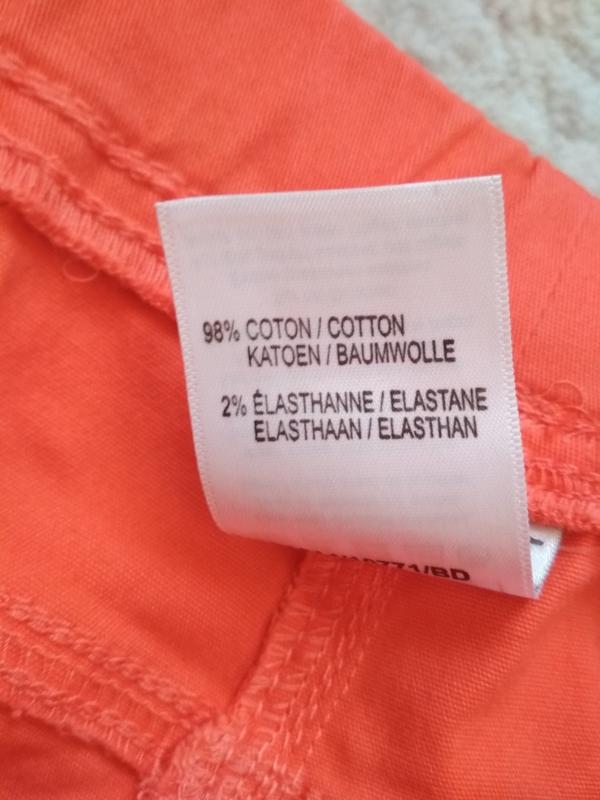 98% COTON / COTTON
KATOEN / BAUMWOLLE
2% ÉLASTHANNE / ELASTANE
ELASTHAAN / ELASTHAN